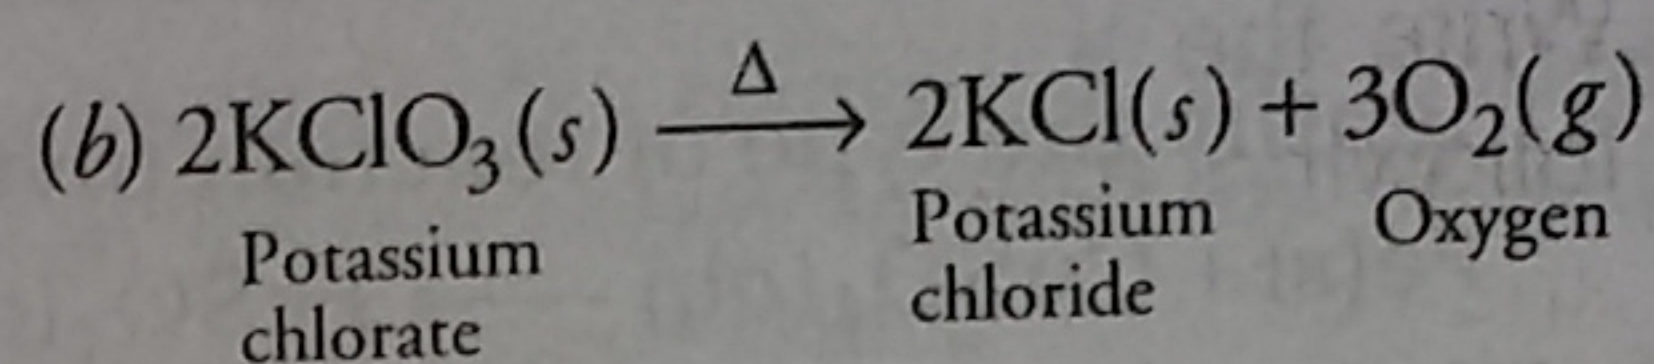 (b) 2KClO₃(s) —Δ→ 2KCl(s) + 3O₂(g)
Potassium chlorate Potassium chloride Oxygen